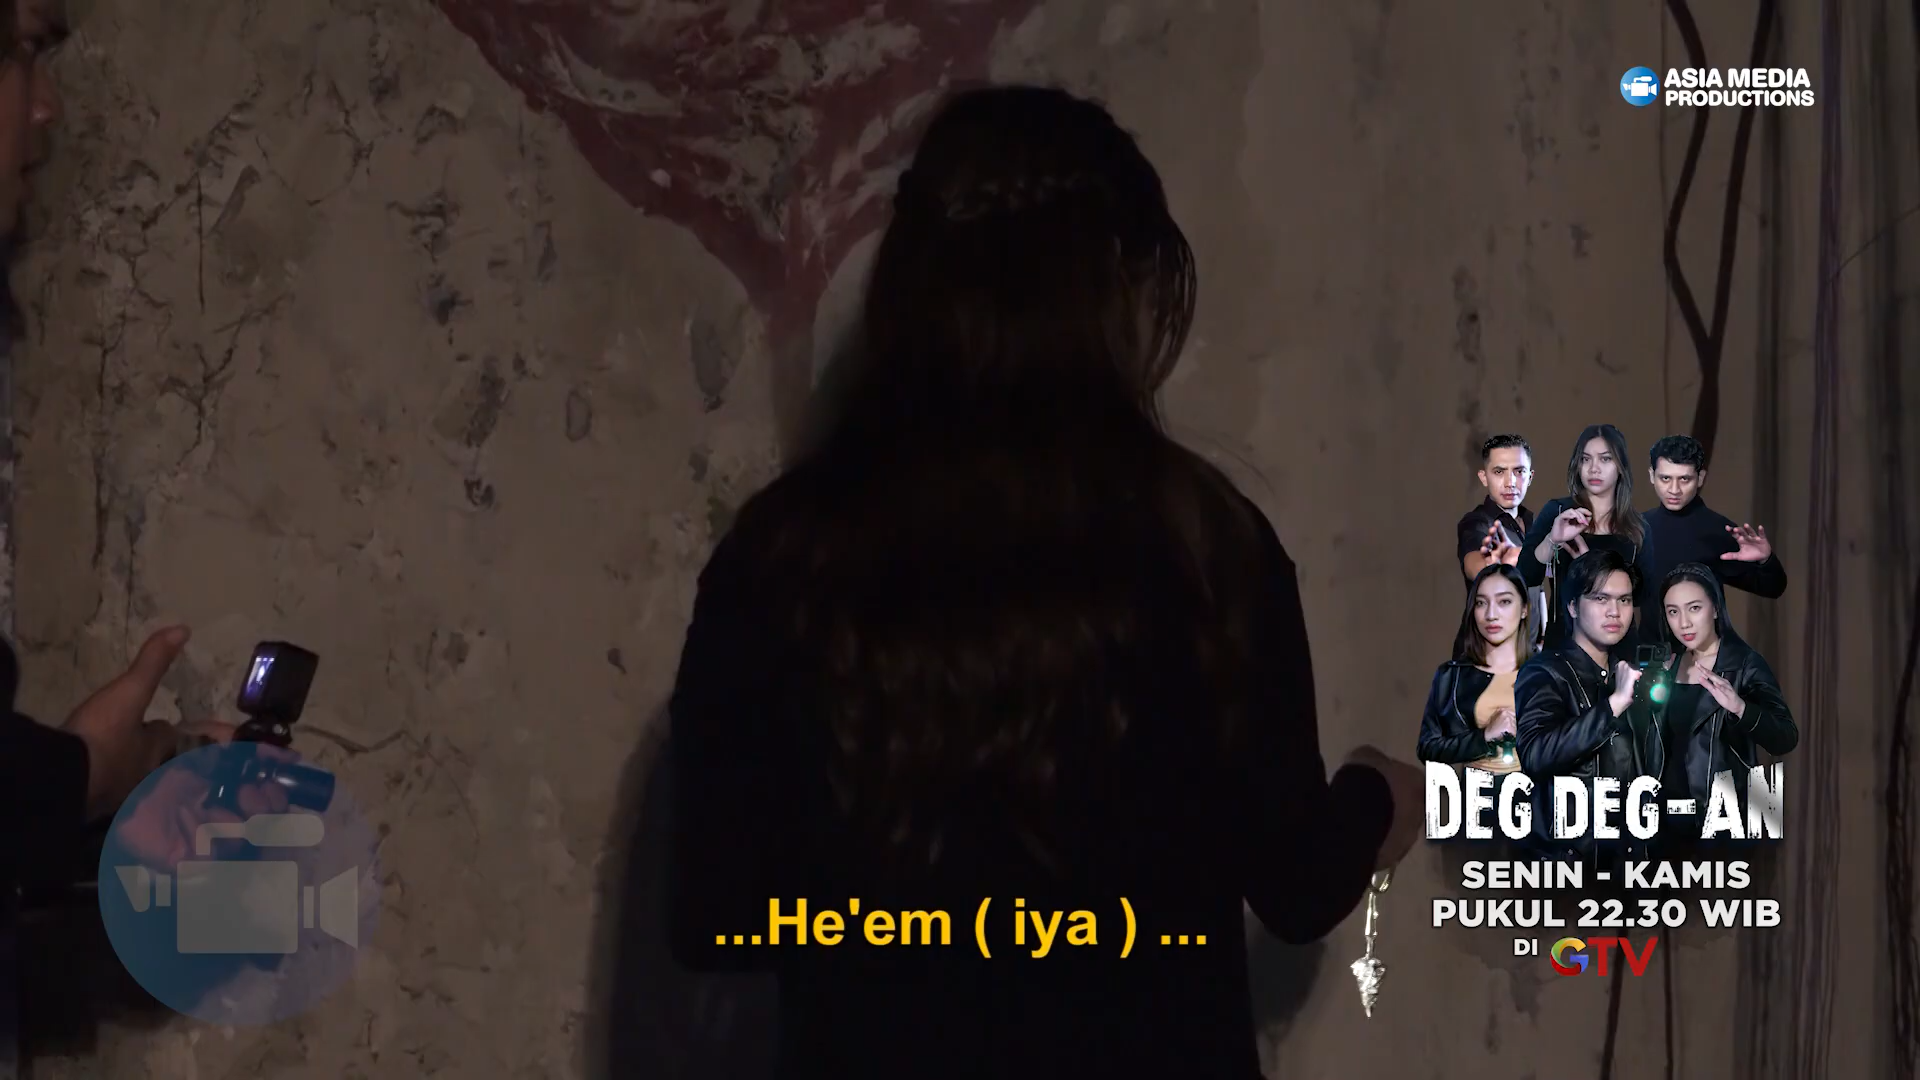 ASIA MEDIA
PRODUCTIONS
DEG DEG-AN
SENIN - KAMIS
PUKUL 22.30 WIB
DI GTV
...He'em ( iya ) ...